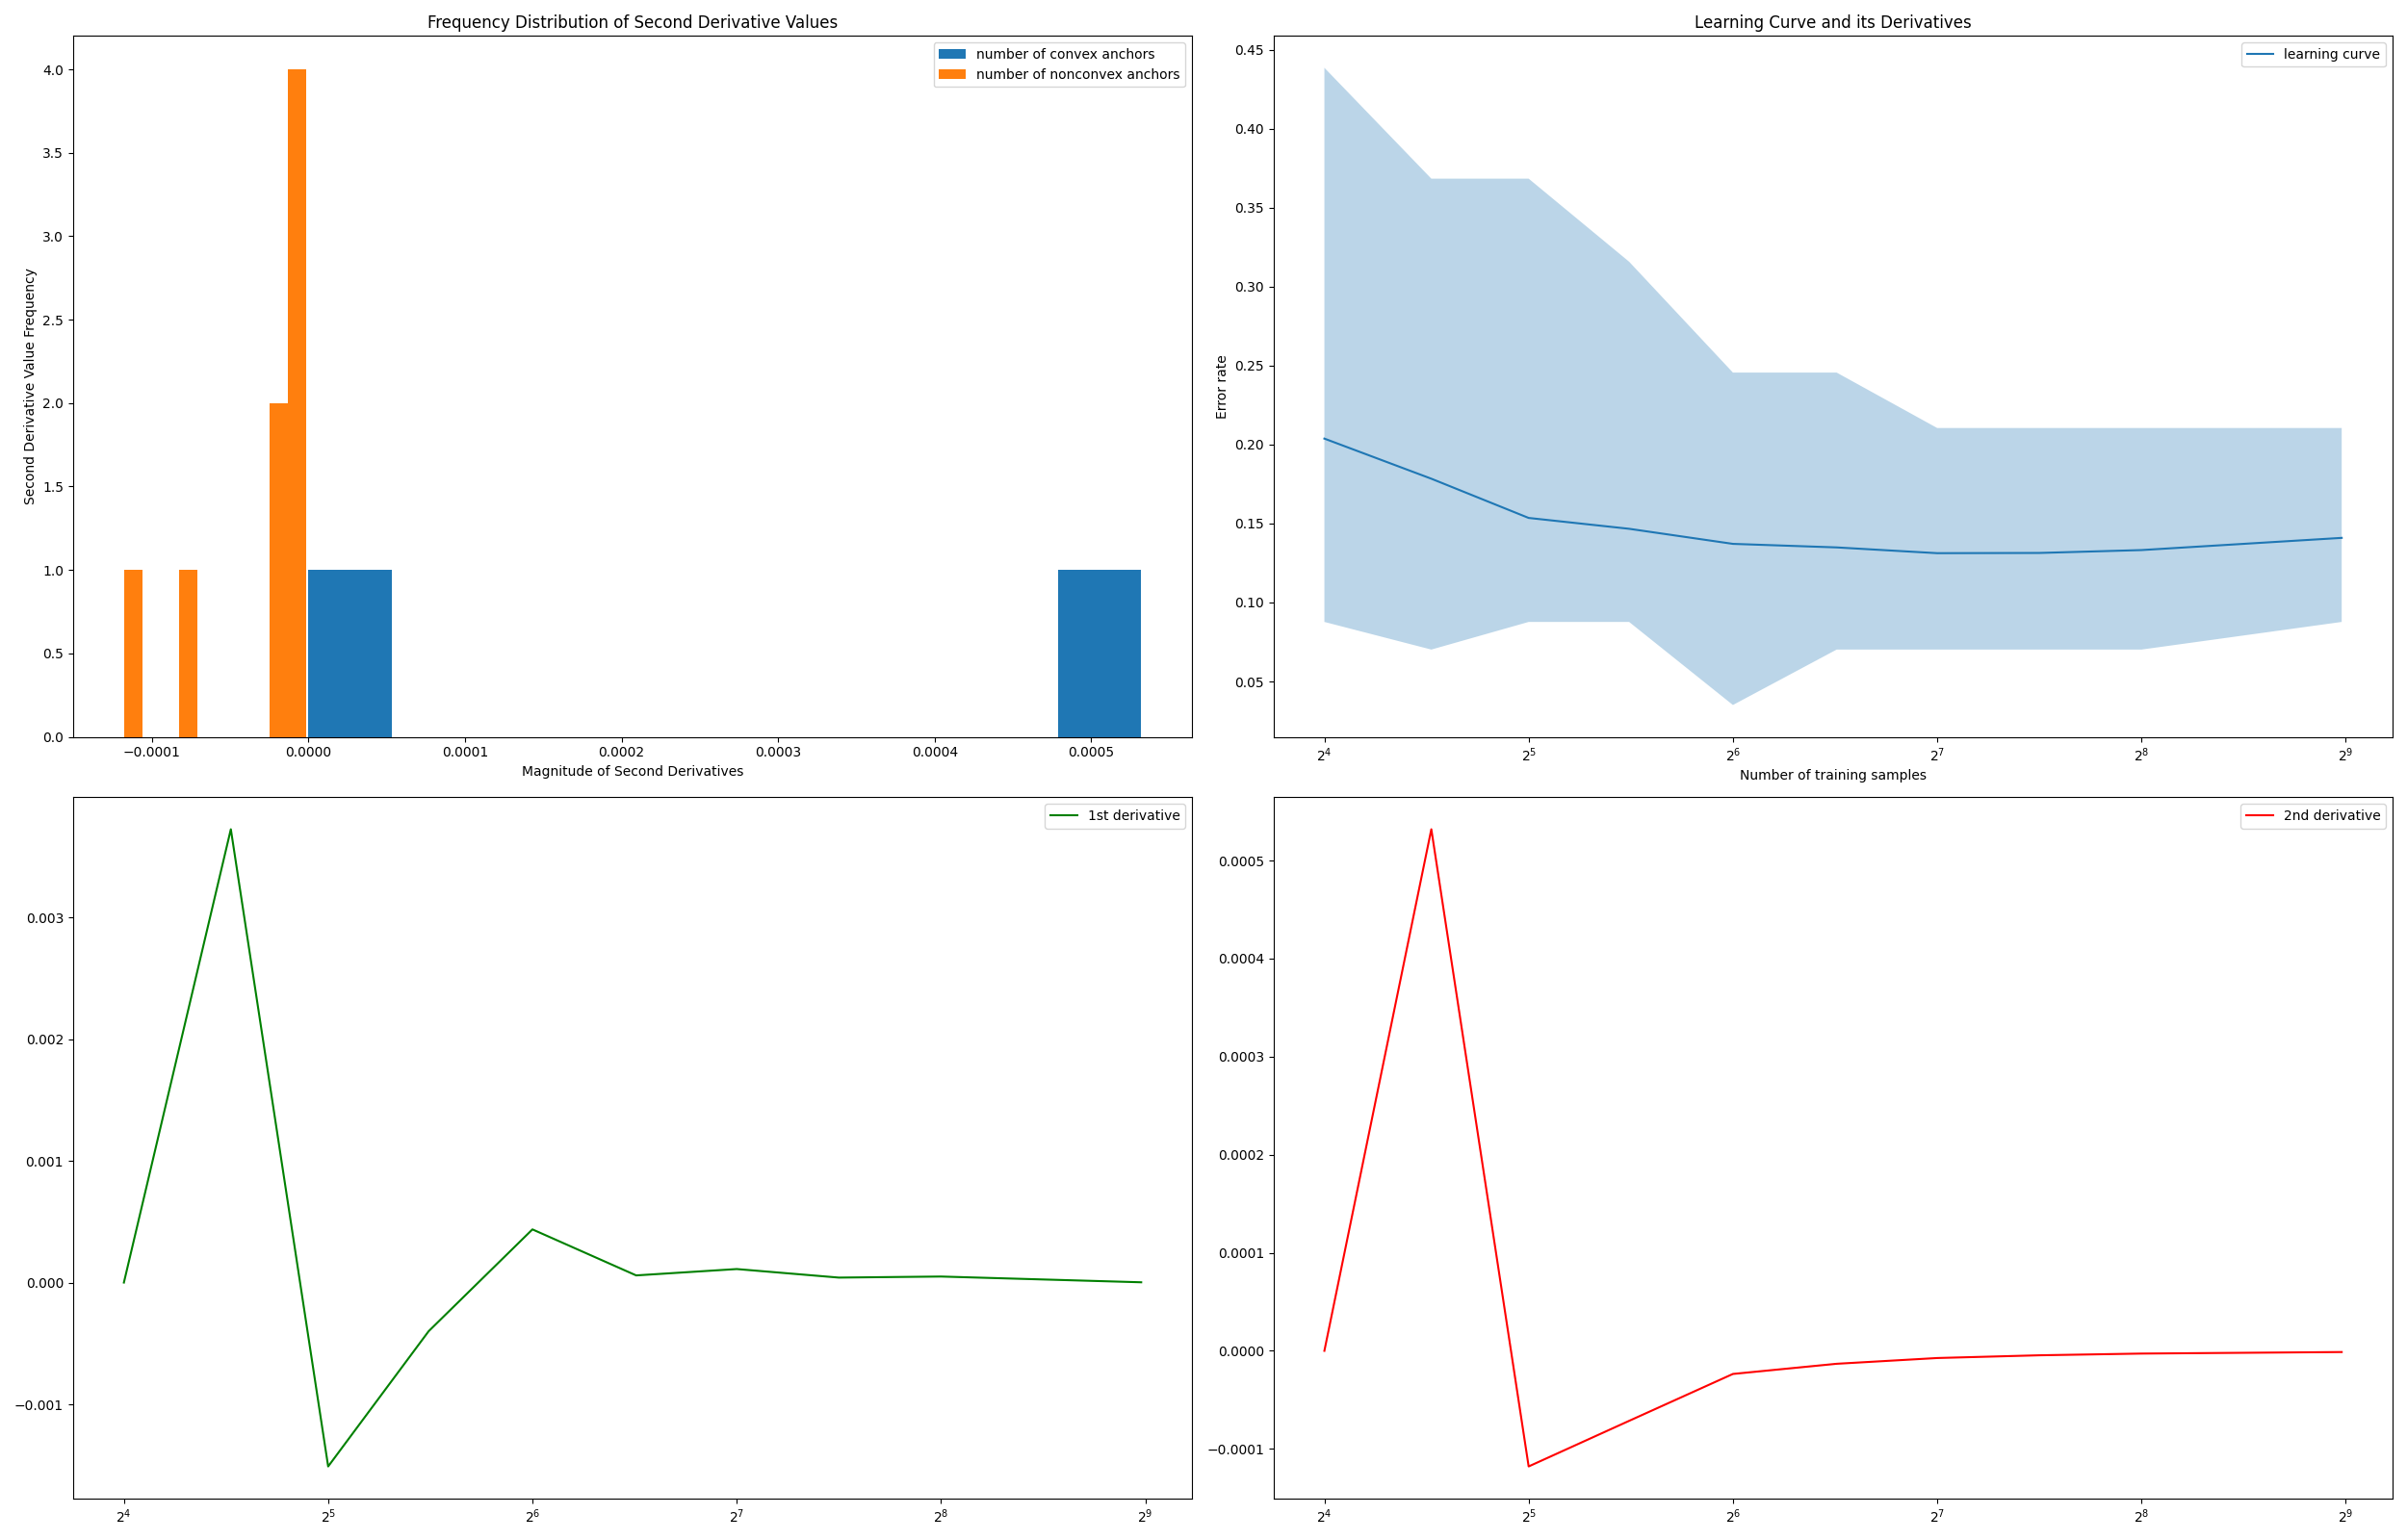 Frequency Distribution of Second Derivative Values
number of convex anchors
number of nonconvex anchors
4.0
3.5
3.0
2.5
2.0
1.5
1.0
0.5
0.0
Second Derivative Value Frequency
−0.0001 0.0000 0.0001 0.0002 0.0003 0.0004 0.0005
Magnitude of Second Derivatives
Learning Curve and its Derivatives
learning curve
0.45
0.40
0.35
0.30
0.25
0.20
0.15
0.10
0.05
Error rate
2⁴ 2⁵ 2⁶ 2⁷ 2⁸ 2⁹
Number of training samples
1st derivative
0.003
0.002
0.001
0.000
−0.001
2⁴ 2⁵ 2⁶ 2⁷ 2⁸ 2⁹
2nd derivative
0.0005
0.0004
0.0003
0.0002
0.0001
0.0000
−0.0001
2⁴ 2⁵ 2⁶ 2⁷ 2⁸ 2⁹